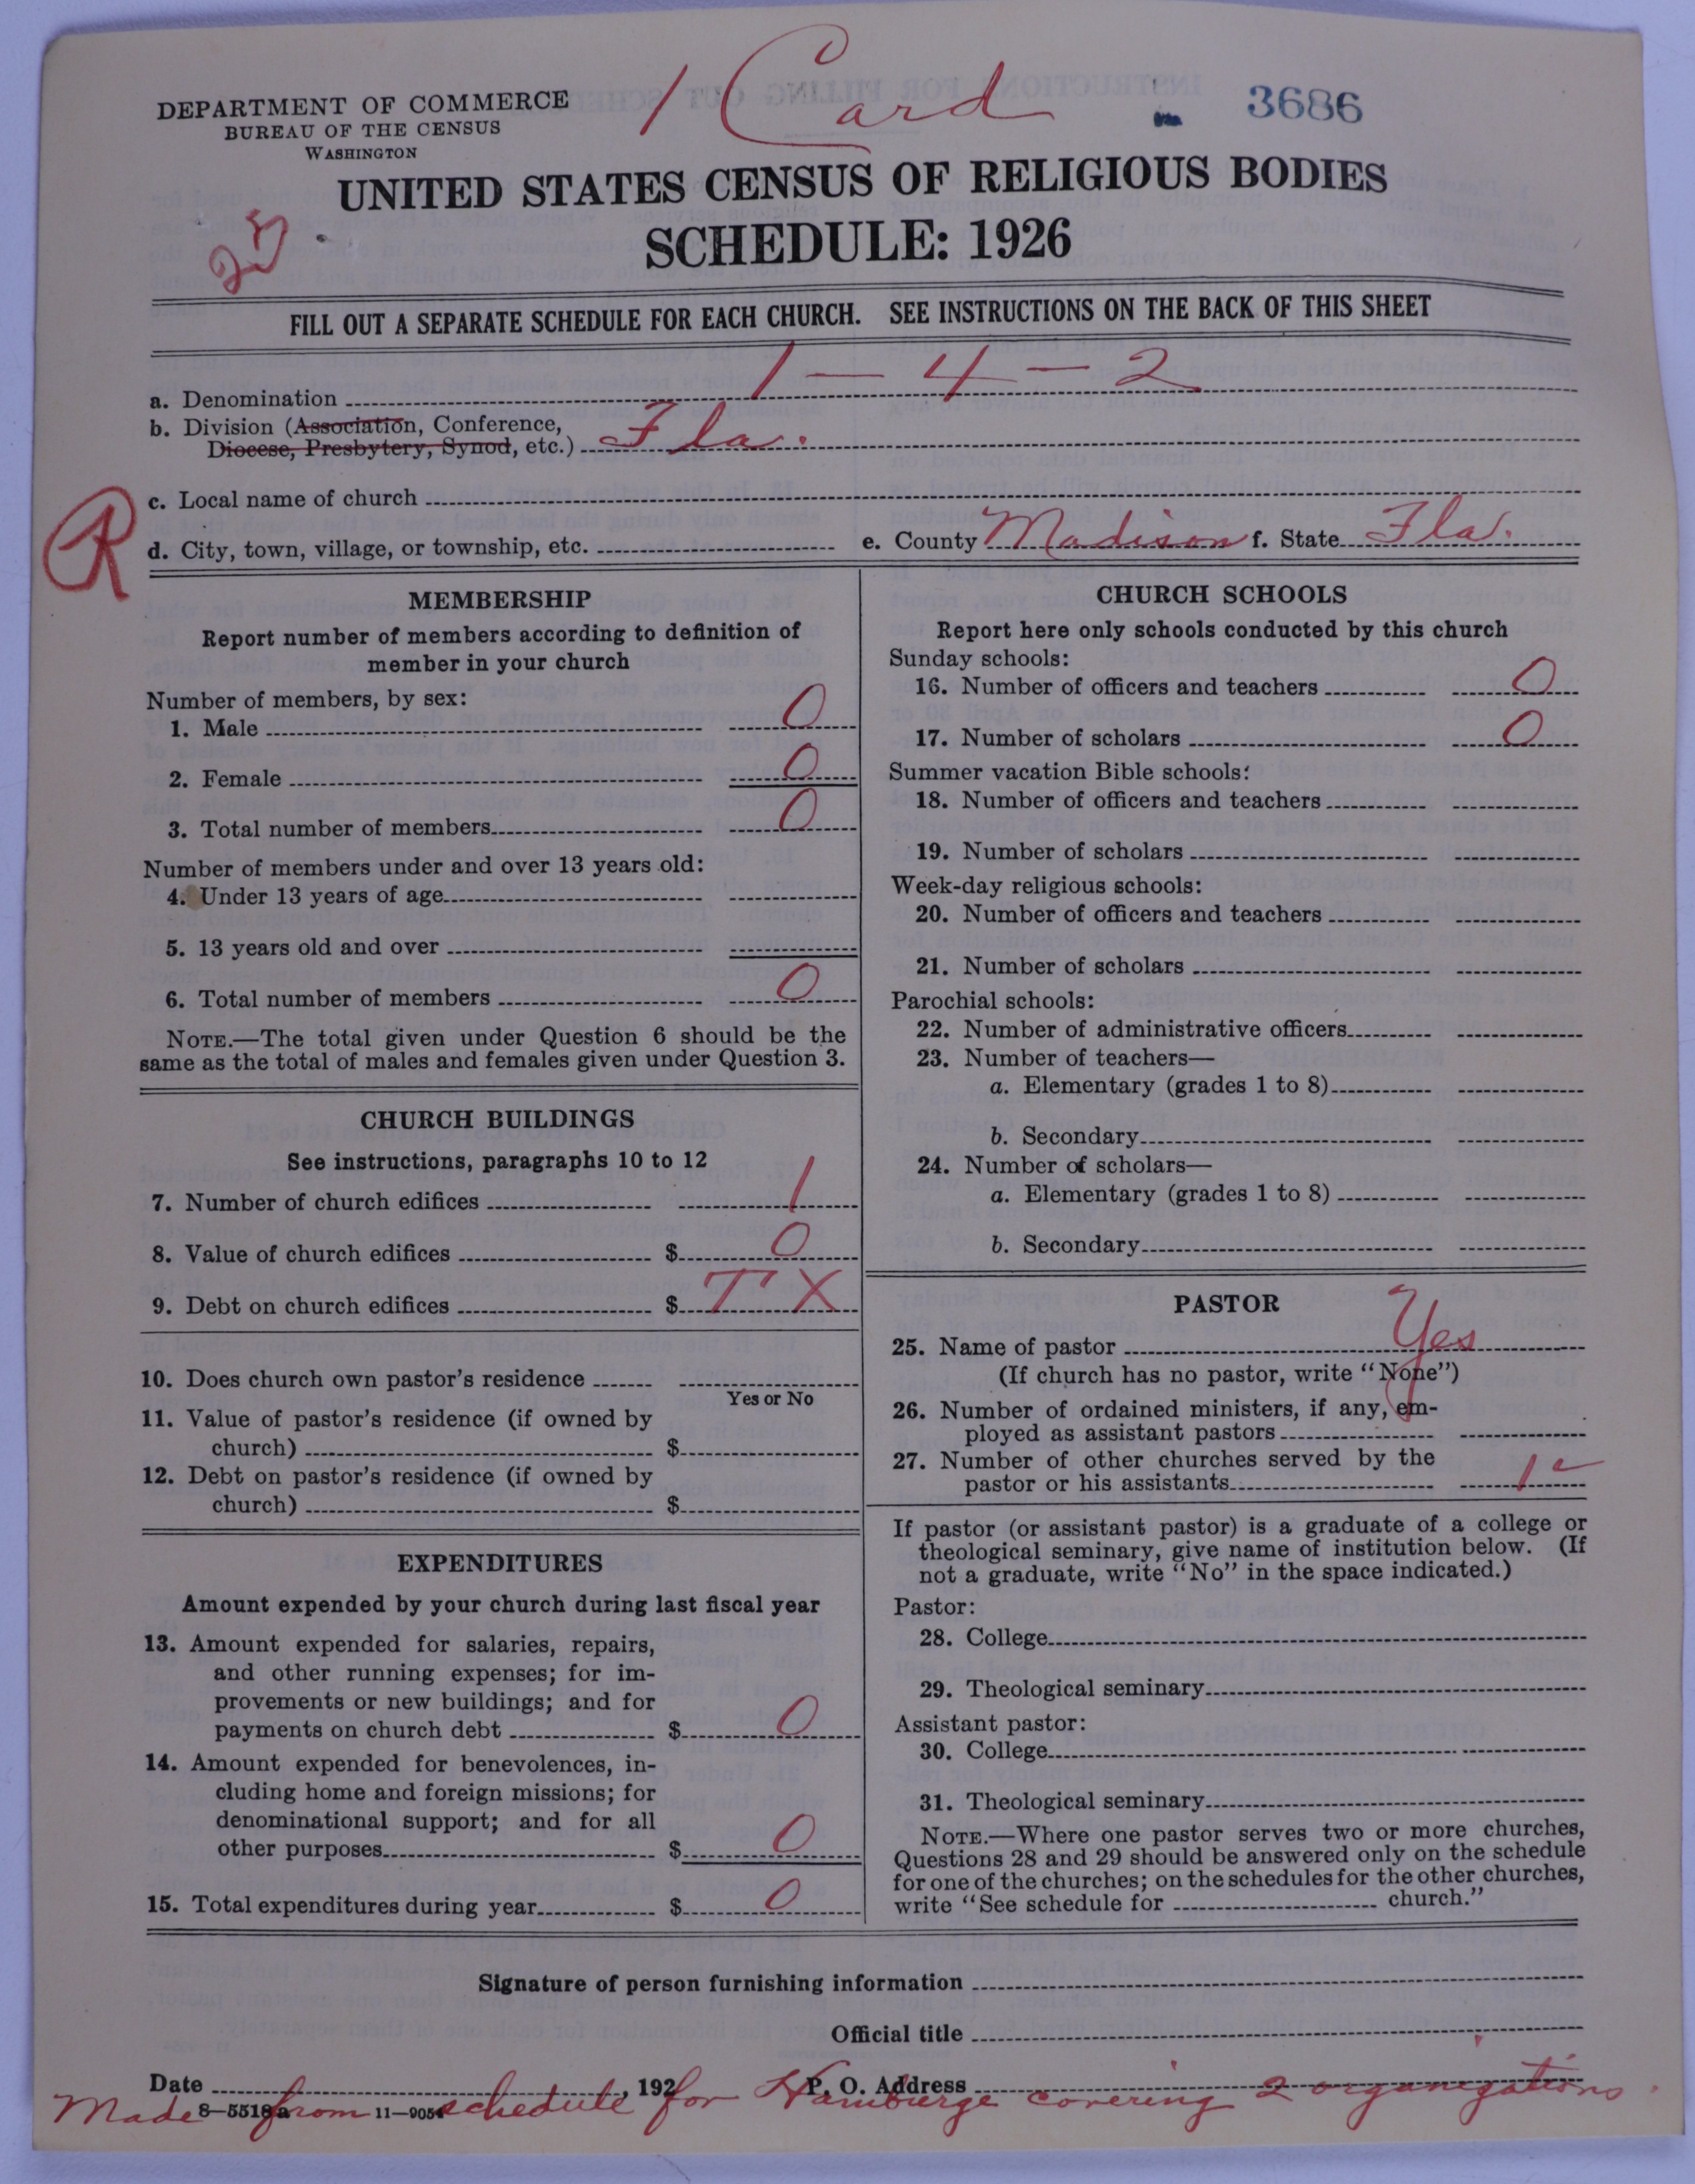 1 Card
3686
DEPARTMENT OF COMMERCE
BUREAU OF THE CENSUS
WASHINGTON
UNITED STATES CENSUS OF RELIGIOUS BODIES
SCHEDULE: 1926
25
FILL OUT A SEPARATE SCHEDULE FOR EACH CHURCH. SEE INSTRUCTIONS ON THE BACK OF THIS SHEET
a. Denomination 1 — 4 — 2
b. Division (Association, Conference,
Diocese, Presbytery, Synod, etc.) Fla.
c. Local name of church
R
d. City, town, village, or township, etc. e. County Madison f. State Fla.
MEMBERSHIP
Report number of members according to definition of
member in your church
Number of members, by sex:
1. Male 0
2. Female 0
3. Total number of members 0
Number of members under and over 13 years old:
4. Under 13 years of age
5. 13 years old and over
6. Total number of members 0
NOTE.—The total given under Question 6 should be the
same as the total of males and females given under Question 3.
CHURCH BUILDINGS
See instructions, paragraphs 10 to 12
7. Number of church edifices 1
8. Value of church edifices $ 0
9. Debt on church edifices $ T X
10. Does church own pastor's residence
Yes or No
11. Value of pastor's residence (if owned by
church) $
12. Debt on pastor's residence (if owned by
church) $
EXPENDITURES
Amount expended by your church during last fiscal year
13. Amount expended for salaries, repairs,
and other running expenses; for im-
provements or new buildings; and for
payments on church debt $ 0
14. Amount expended for benevolences, in-
cluding home and foreign missions; for
denominational support; and for all
other purposes $ 0
15. Total expenditures during year $ 0
CHURCH SCHOOLS
Report here only schools conducted by this church
Sunday schools:
16. Number of officers and teachers 0
17. Number of scholars 0
Summer vacation Bible schools:
18. Number of officers and teachers
19. Number of scholars
Week-day religious schools:
20. Number of officers and teachers
21. Number of scholars
Parochial schools:
22. Number of administrative officers
23. Number of teachers—
a. Elementary (grades 1 to 8)
b. Secondary
24. Number of scholars—
a. Elementary (grades 1 to 8)
b. Secondary
PASTOR
25. Name of pastor Yes
(If church has no pastor, write "None")
26. Number of ordained ministers, if any, em-
ployed as assistant pastors
27. Number of other churches served by the
pastor or his assistants 1
If pastor (or assistant pastor) is a graduate of a college or
theological seminary, give name of institution below. (If
not a graduate, write "No" in the space indicated.)
Pastor:
28. College
29. Theological seminary
Assistant pastor:
30. College
31. Theological seminary
NOTE.—Where one pastor serves two or more churches,
Questions 28 and 29 should be answered only on the schedule
for one of the churches; on the schedules for the other churches,
write "See schedule for church."
Signature of person furnishing information
Official title
Date , 192 P. O. Address
Made from schedule for Hamburge covering 2 organizations.
8—5518a 11—9054